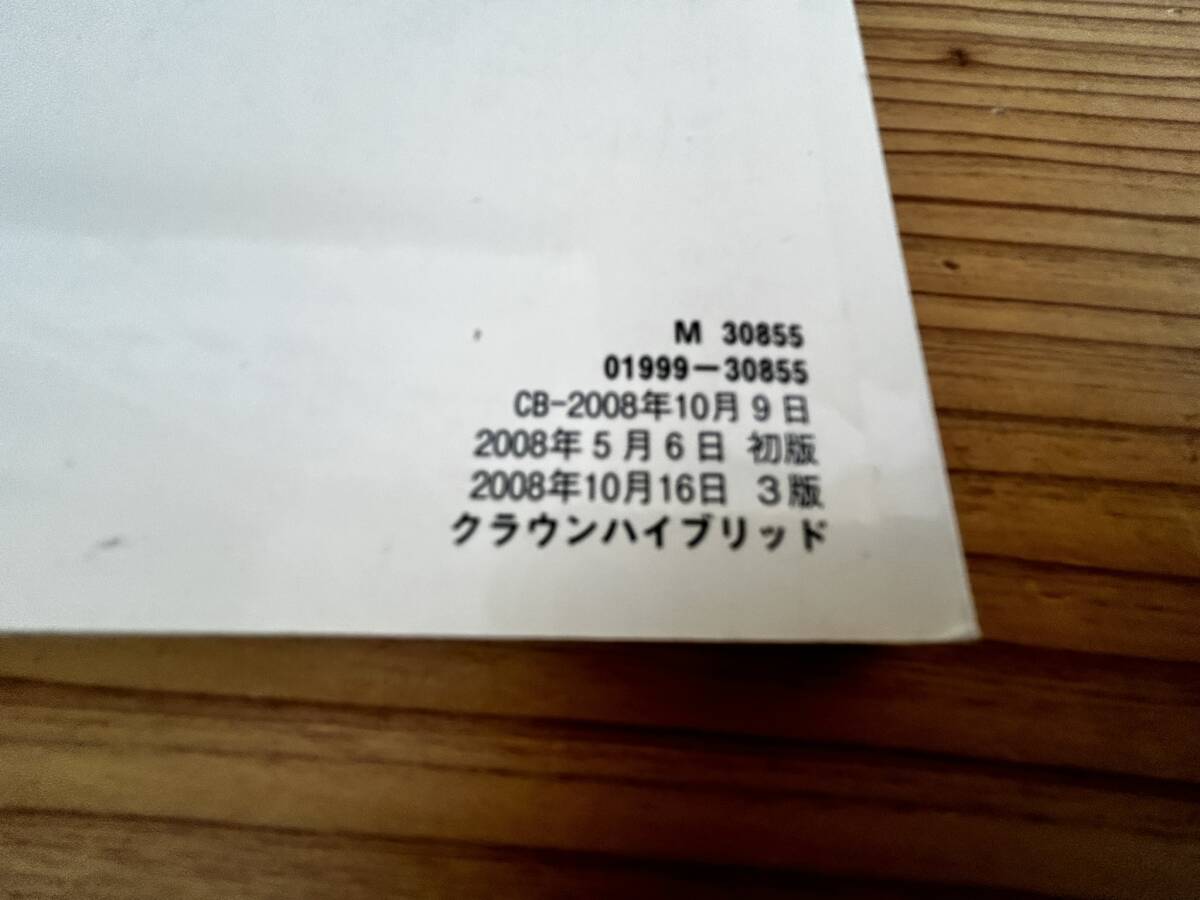 M 30855
01999-30855
CB-2008年10月9日
2008年5月6日 初版
2008年10月16日 3版
クラウンハイブリッド